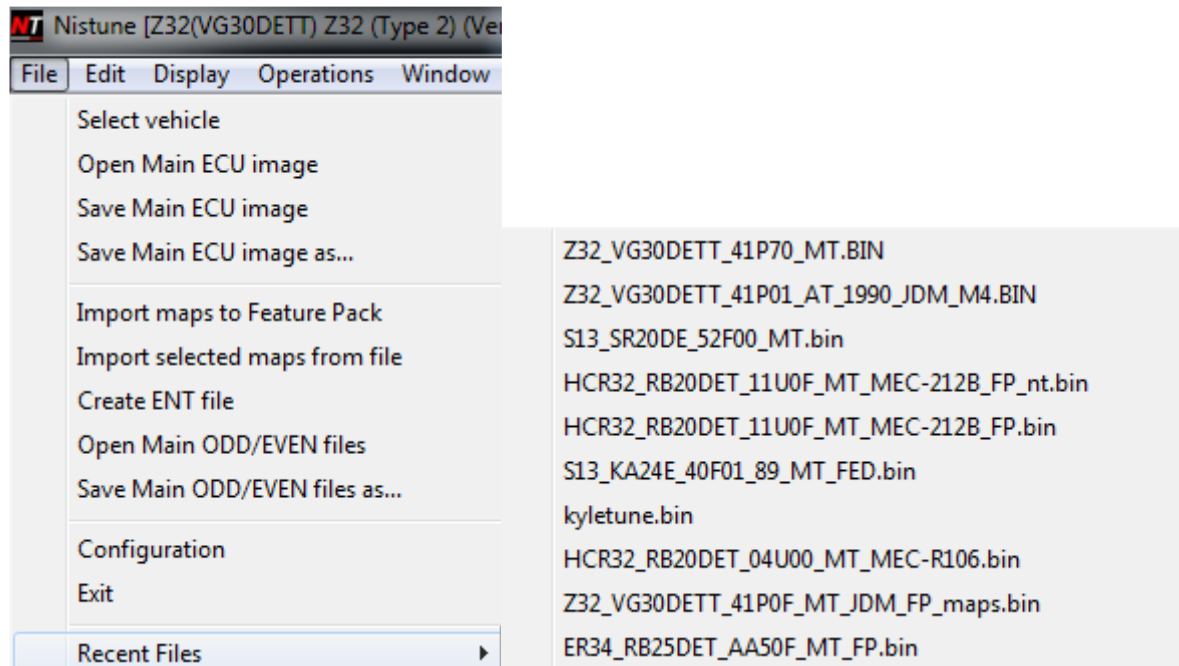 NT Nistune [Z32(VG30DETT) Z32 (Type 2) (Ve
File Edit Display Operations Window
Select vehicle
Open Main ECU image
Save Main ECU image
Save Main ECU image as...
Import maps to Feature Pack
Import selected maps from file
Create ENT file
Open Main ODD/EVEN files
Save Main ODD/EVEN files as...
Configuration
Exit
Recent Files
Z32_VG30DETT_41P70_MT.BIN
Z32_VG30DETT_41P01_AT_1990_JDM_M4.BIN
S13_SR20DE_52F00_MT.bin
HCR32_RB20DET_11U0F_MT_MEC-212B_FP_nt.bin
HCR32_RB20DET_11U0F_MT_MEC-212B_FP.bin
S13_KA24E_40F01_89_MT_FED.bin
kyletune.bin
HCR32_RB20DET_04U00_MT_MEC-R106.bin
Z32_VG30DETT_41P0F_MT_JDM_FP_maps.bin
ER34_RB25DET_AA50F_MT_FP.bin